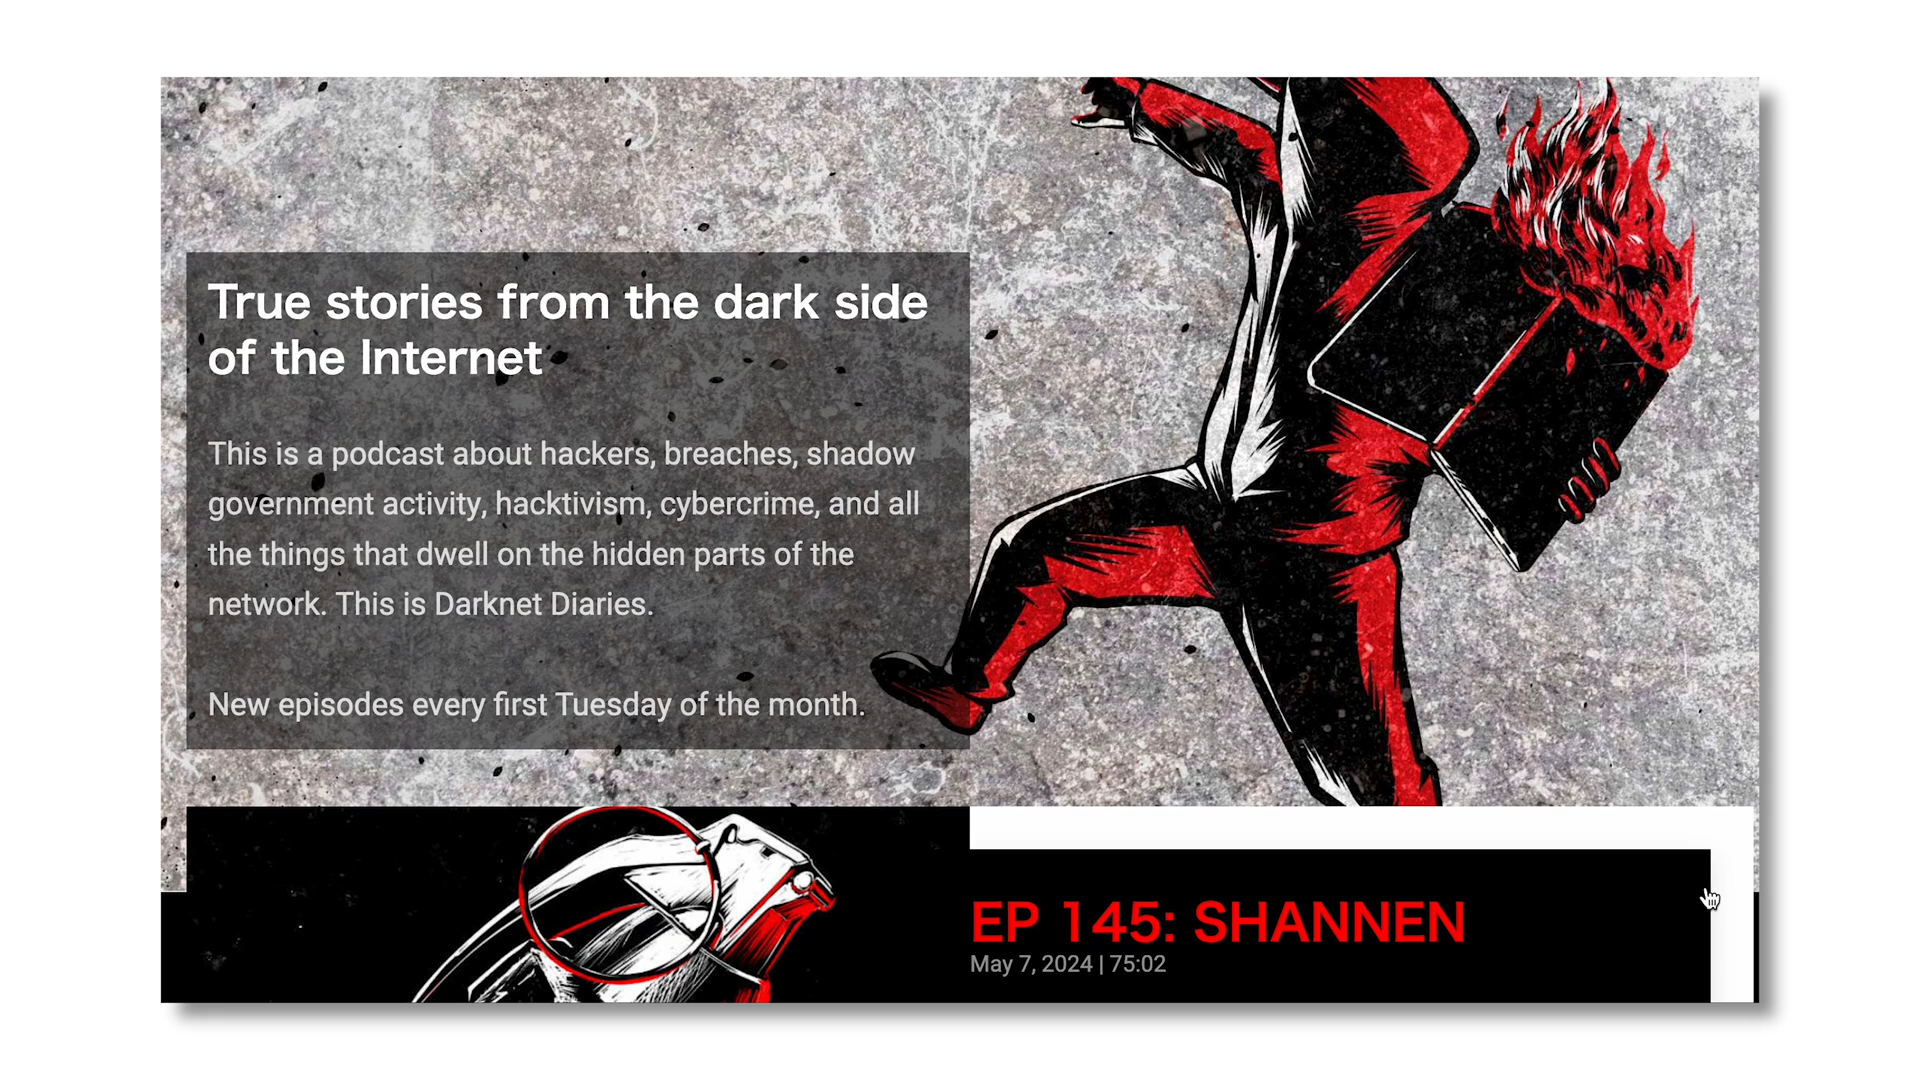 True stories from the dark side
of the Internet
This is a podcast about hackers, breaches, shadow
government activity, hacktivism, cybercrime, and all
the things that dwell on the hidden parts of the
network. This is Darknet Diaries.
New episodes every first Tuesday of the month.
EP 145: SHANNEN
May 7, 2024 | 75:02